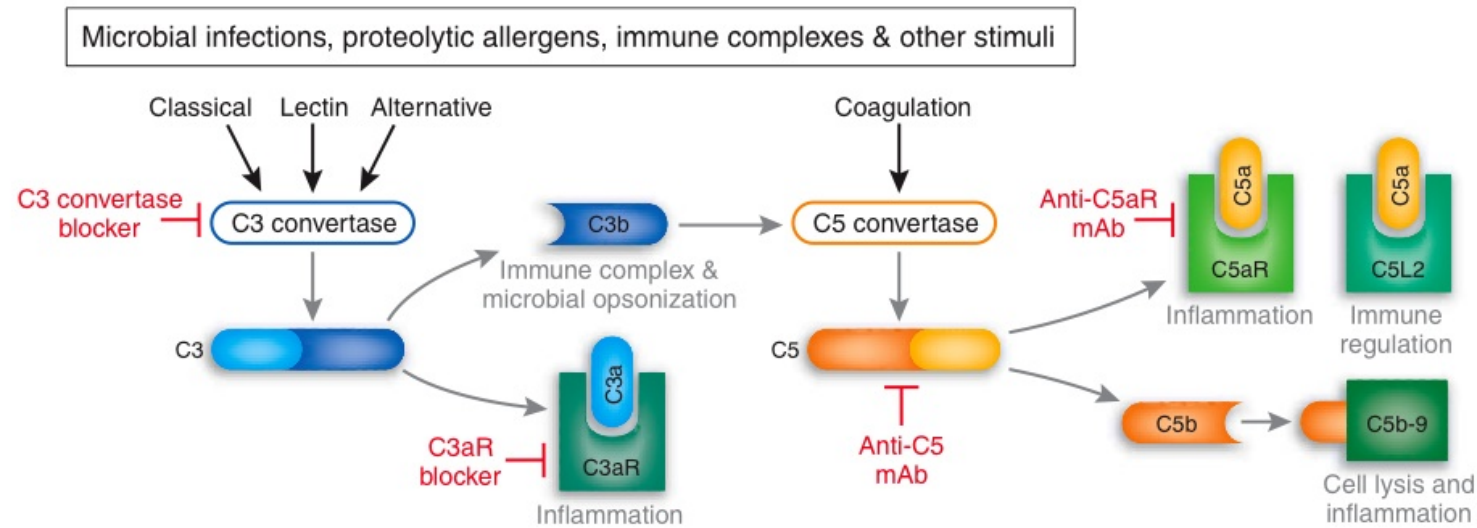 Microbial infections, proteolytic allergens, immune complexes & other stimuli
Classical Lectin Alternative
Coagulation
C3 convertase
blocker
C3 convertase
C3b
Immune complex &
microbial opsonization
C5 convertase
Anti-C5aR
mAb
C5a
C5aR
Inflammation
C5a
C5L2
Immune
regulation
C3
C3a
C3aR
Inflammation
C3aR
blocker
C5
Anti-C5
mAb
C5b
C5b-9
Cell lysis and
inflammation